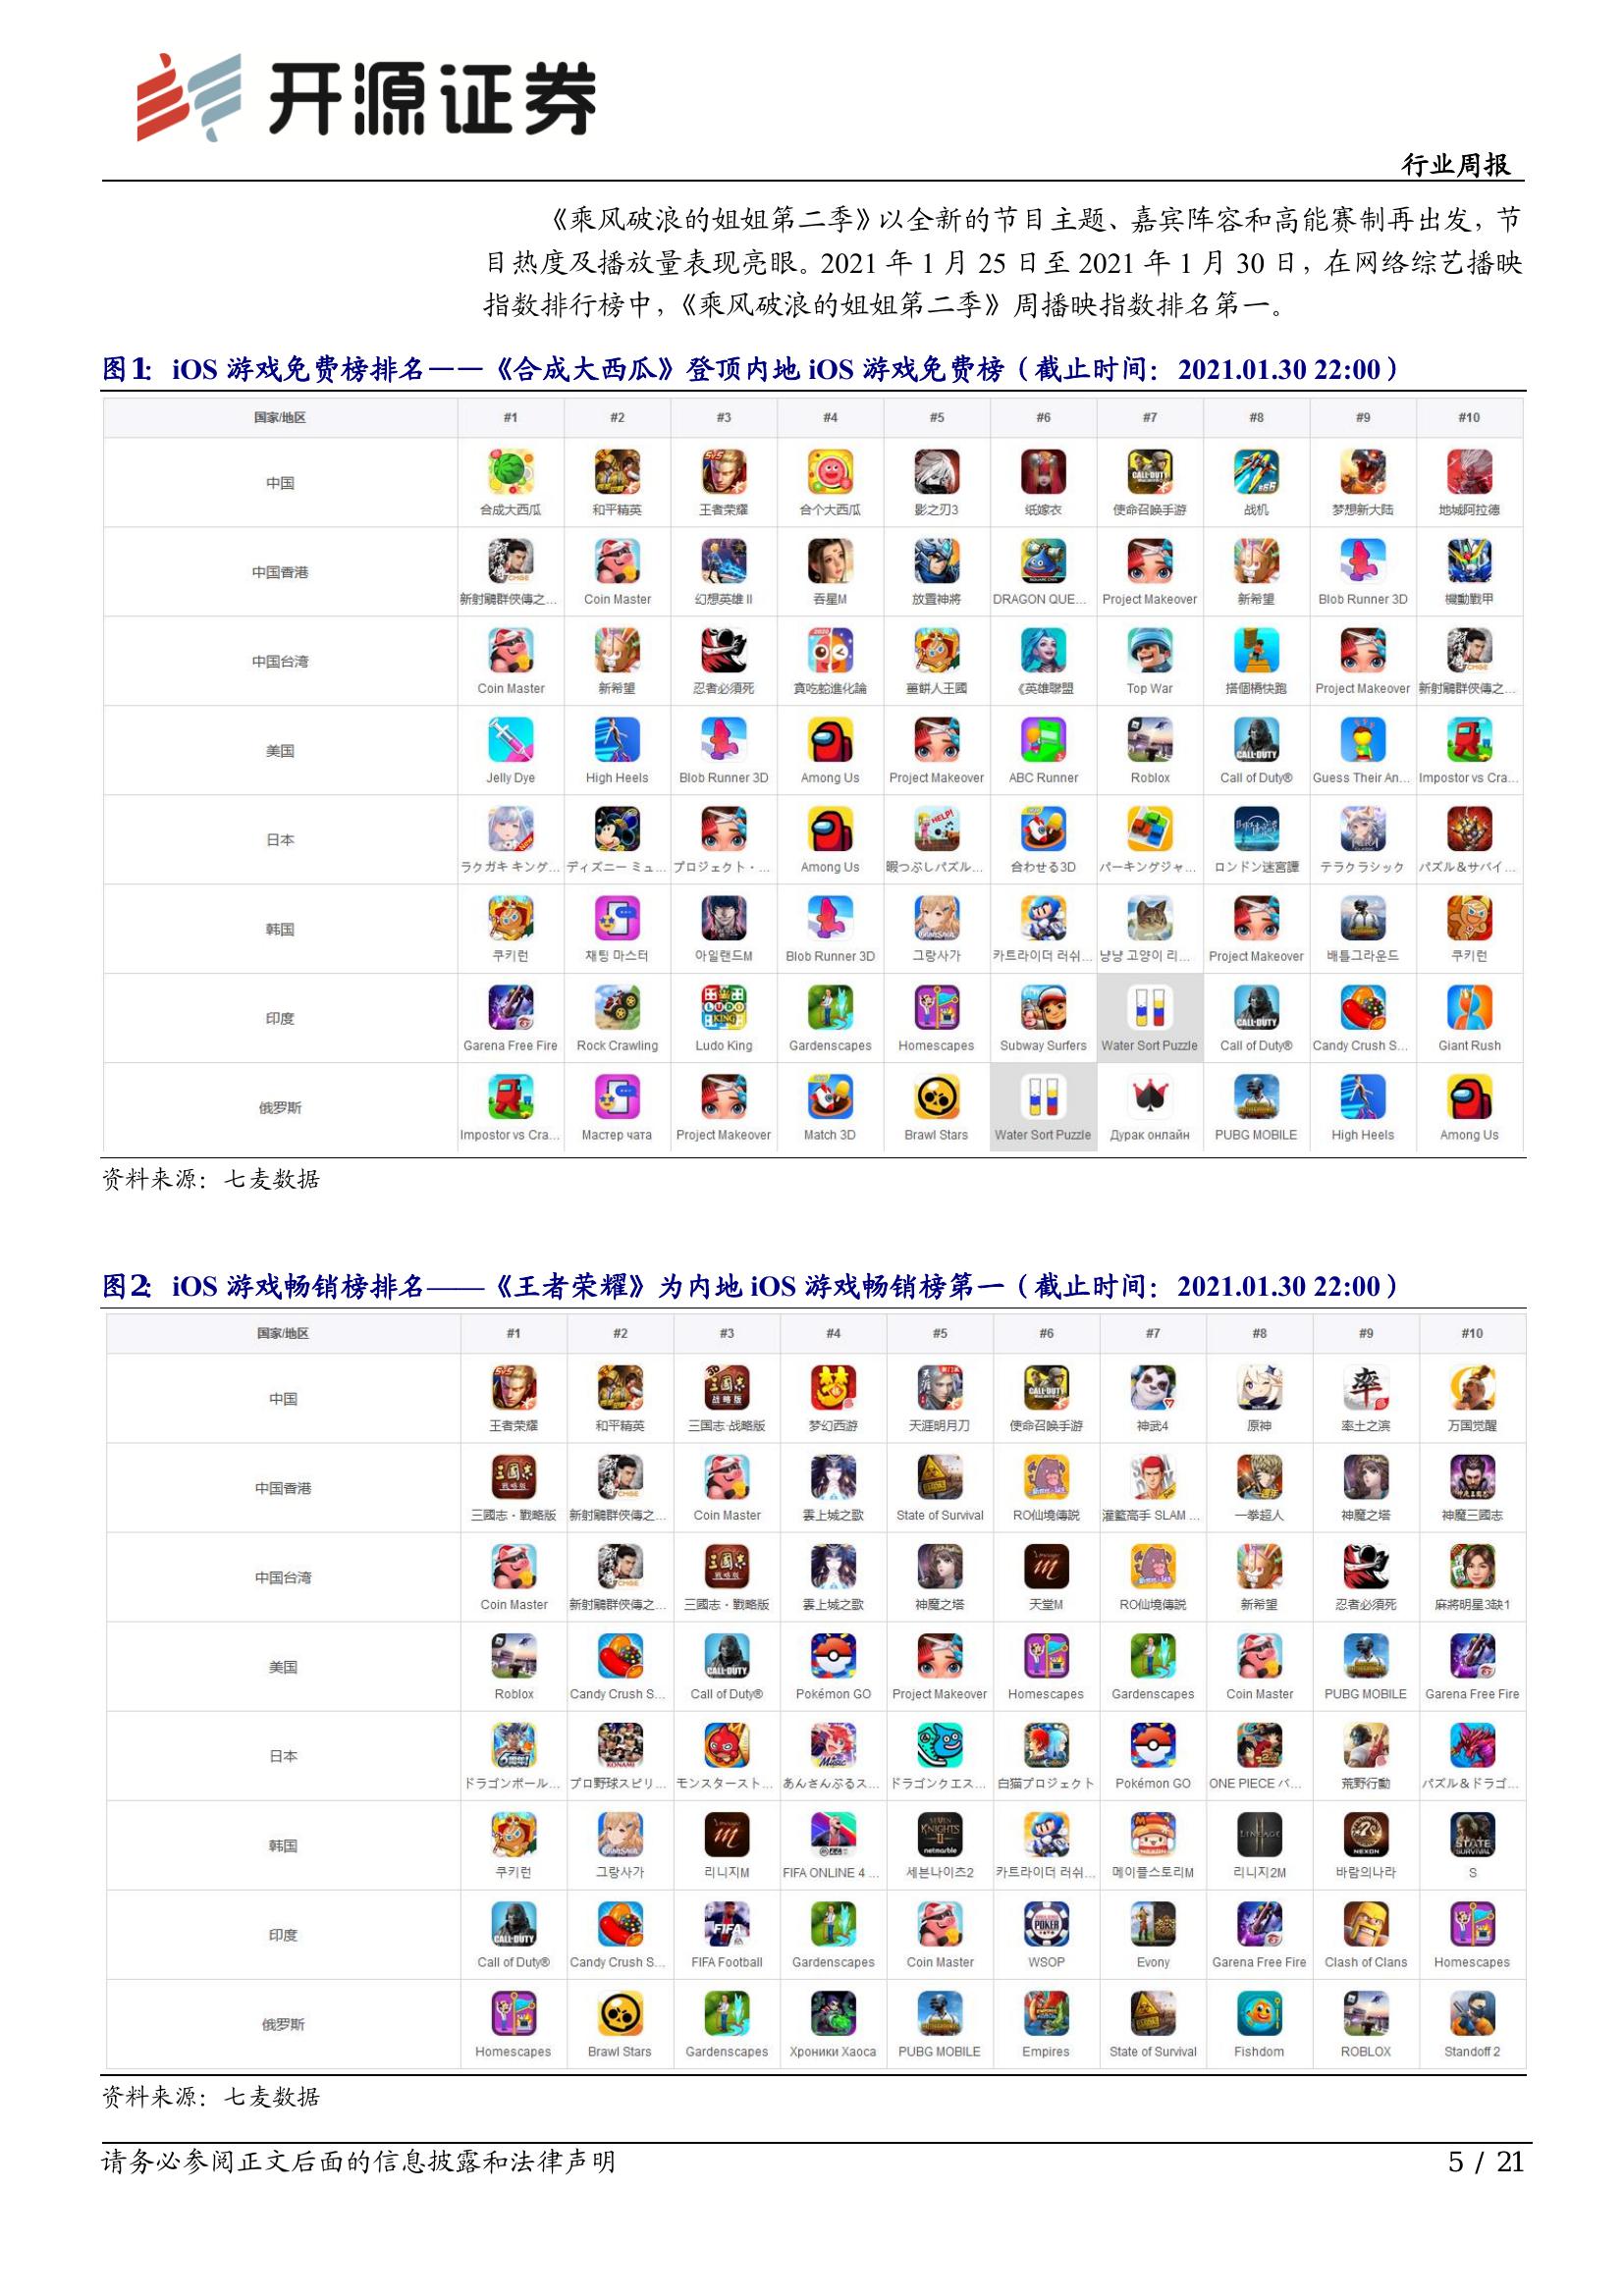 开源证券
行业周报
《乘风破浪的姐姐第二季》以全新的节目主题、嘉宾阵容和高能赛制再出发，节
目热度及播放量表现亮眼。2021 年 1 月 25 日至 2021 年 1 月 30 日，在网络综艺播映
指数排行榜中，《乘风破浪的姐姐第二季》周播映指数排名第一。
图1： iOS 游戏免费榜排名——《合成大西瓜》登顶内地 iOS 游戏免费榜（截止时间：2021.01.30 22:00）
国家/地区 #1 #2 #3 #4 #5 #6 #7 #8 #9 #10
中国 合成大西瓜 和平精英 王者荣耀 合个大西瓜 影之刃3 纸嫁衣 使命召唤手游 战机 梦想新大陆 地城阿拉德
中国香港 新射鵰群俠傳之... Coin Master 幻想英雄 II 吞星M 放置神將 DRAGON QUE... Project Makeover 新希望 Blob Runner 3D 機動戰甲
中国台湾 Coin Master 新希望 忍者必須死 貪吃蛇進化論 薑餅人王國 《英雄聯盟 Top War 搭個橋快跑 Project Makeover 新射鵰群俠傳之...
美国 Jelly Dye High Heels Blob Runner 3D Among Us Project Makeover ABC Runner Roblox Call of Duty® Guess Their An... Impostor vs Cra...
日本 ラクガキ キング... ディズニー ミュ... プロジェクト・... Among Us 暇つぶしパズル... 合わせる3D パーキングジャ... ロンドン迷宮譚 テラクラシック パズル＆サバイ...
韩国 쿠키런 채팅 마스터 아일랜드M Blob Runner 3D 그랑사가 카트라이더 러쉬... 냥냥 고양이 리... Project Makeover 배틀그라운드 쿠키런
印度 Garena Free Fire Rock Crawling Ludo King Gardenscapes Homescapes Subway Surfers Water Sort Puzzle Call of Duty® Candy Crush S... Giant Rush
俄罗斯 Impostor vs Cra... Мастер чата Project Makeover Match 3D Brawl Stars Water Sort Puzzle Дурак онлайн PUBG MOBILE High Heels Among Us
资料来源：七麦数据
图2： iOS 游戏畅销榜排名——《王者荣耀》为内地 iOS 游戏畅销榜第一（截止时间：2021.01.30 22:00）
国家/地区 #1 #2 #3 #4 #5 #6 #7 #8 #9 #10
中国 王者荣耀 和平精英 三国志·战略版 梦幻西游 天涯明月刀 使命召唤手游 神武4 原神 率土之滨 万国觉醒
中国香港 三國志・戰略版 新射鵰群俠傳之... Coin Master 雲上城之歌 State of Survival RO仙境傳説 灌籃高手 SLAM ... 一拳超人 神魔之塔 神魔三國志
中国台湾 Coin Master 新射鵰群俠傳之... 三國志・戰略版 雲上城之歌 神魔之塔 天堂M RO仙境傳説 新希望 忍者必須死 麻將明星3缺1
美国 Roblox Candy Crush S... Call of Duty® Pokémon GO Project Makeover Homescapes Gardenscapes Coin Master PUBG MOBILE Garena Free Fire
日本 ドラゴンボール... プロ野球スピリ... モンスタースト... あんさんぶるス... ドラゴンクエス... 白猫プロジェクト Pokémon GO ONE PIECE バ... 荒野行動 パズル＆ドラゴ...
韩国 쿠키런 그랑사가 리니지M FIFA ONLINE 4 ... 세븐나이츠2 카트라이더 러쉬... 메이플스토리M 리니지2M 바람의나라 S
印度 Call of Duty® Candy Crush S... FIFA Football Gardenscapes Coin Master WSOP Evony Garena Free Fire Clash of Clans Homescapes
俄罗斯 Homescapes Brawl Stars Gardenscapes Хроники Хаоса PUBG MOBILE Empires State of Survival Fishdom ROBLOX Standoff 2
资料来源：七麦数据
请务必参阅正文后面的信息披露和法律声明 5 / 21